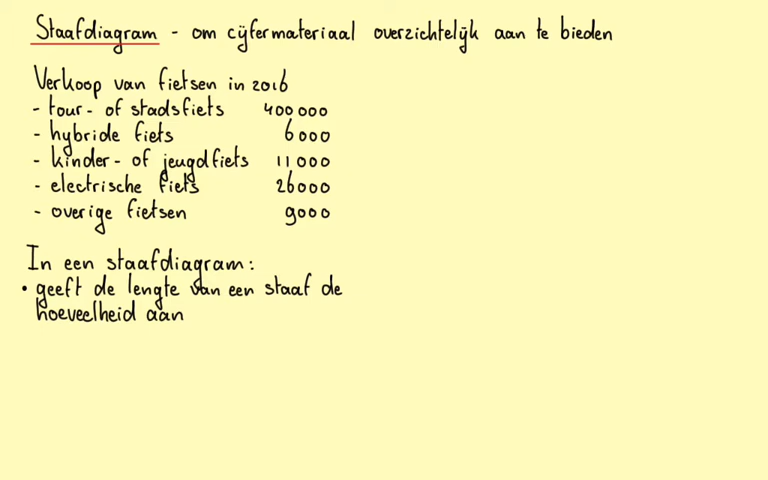 Staafdiagram - om cijfermateriaal overzichtelijk aan te bieden
Verkoop van fietsen in 2016
- tour- of stadsfiets 400 000
- hybride fiets 6000
- kinder- of jeugdfiets 11 000
- electrische fiets 26000
- overige fietsen 9000
In een staafdiagram:
• geeft de lengte van een staaf de
hoeveelheid aan